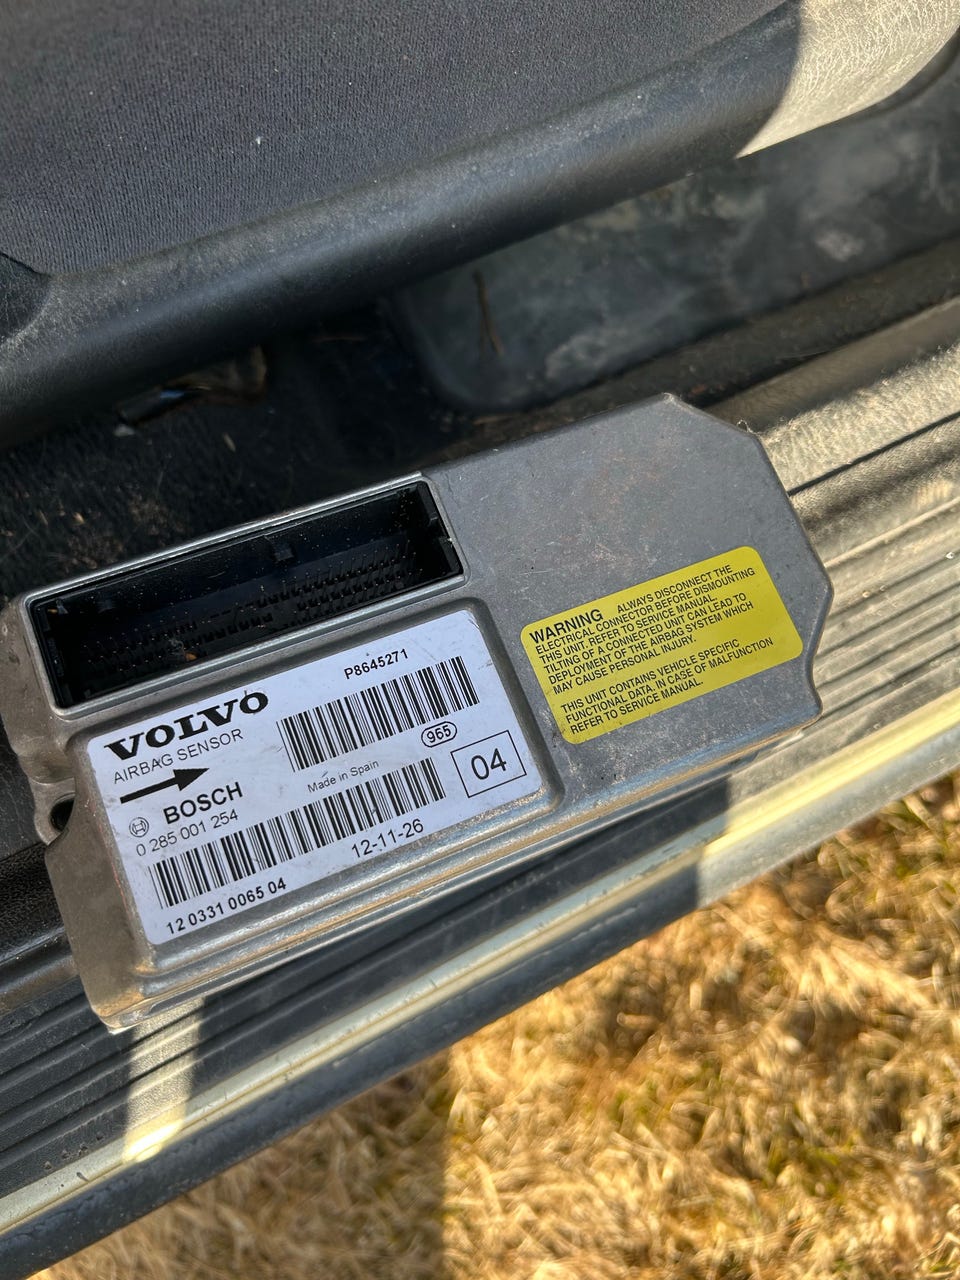 VOLVO
AIRBAG SENSOR
P8645271
965
BOSCH
Made in Spain
04
0 285 001 254
12-11-26
12 0331 0065 04
WARNING ALWAYS DISCONNECT THE
ELECTRICAL CONNECTOR BEFORE DISMOUNTING
THIS UNIT. REFER TO SERVICE MANUAL.
TILTING OF A CONNECTED UNIT CAN LEAD TO
DEPLOYMENT OF THE AIRBAG SYSTEM WHICH
MAY CAUSE PERSONAL INJURY.
THIS UNIT CONTAINS VEHICLE SPECIFIC
FUNCTIONAL DATA. IN CASE OF MALFUNCTION
REFER TO SERVICE MANUAL.